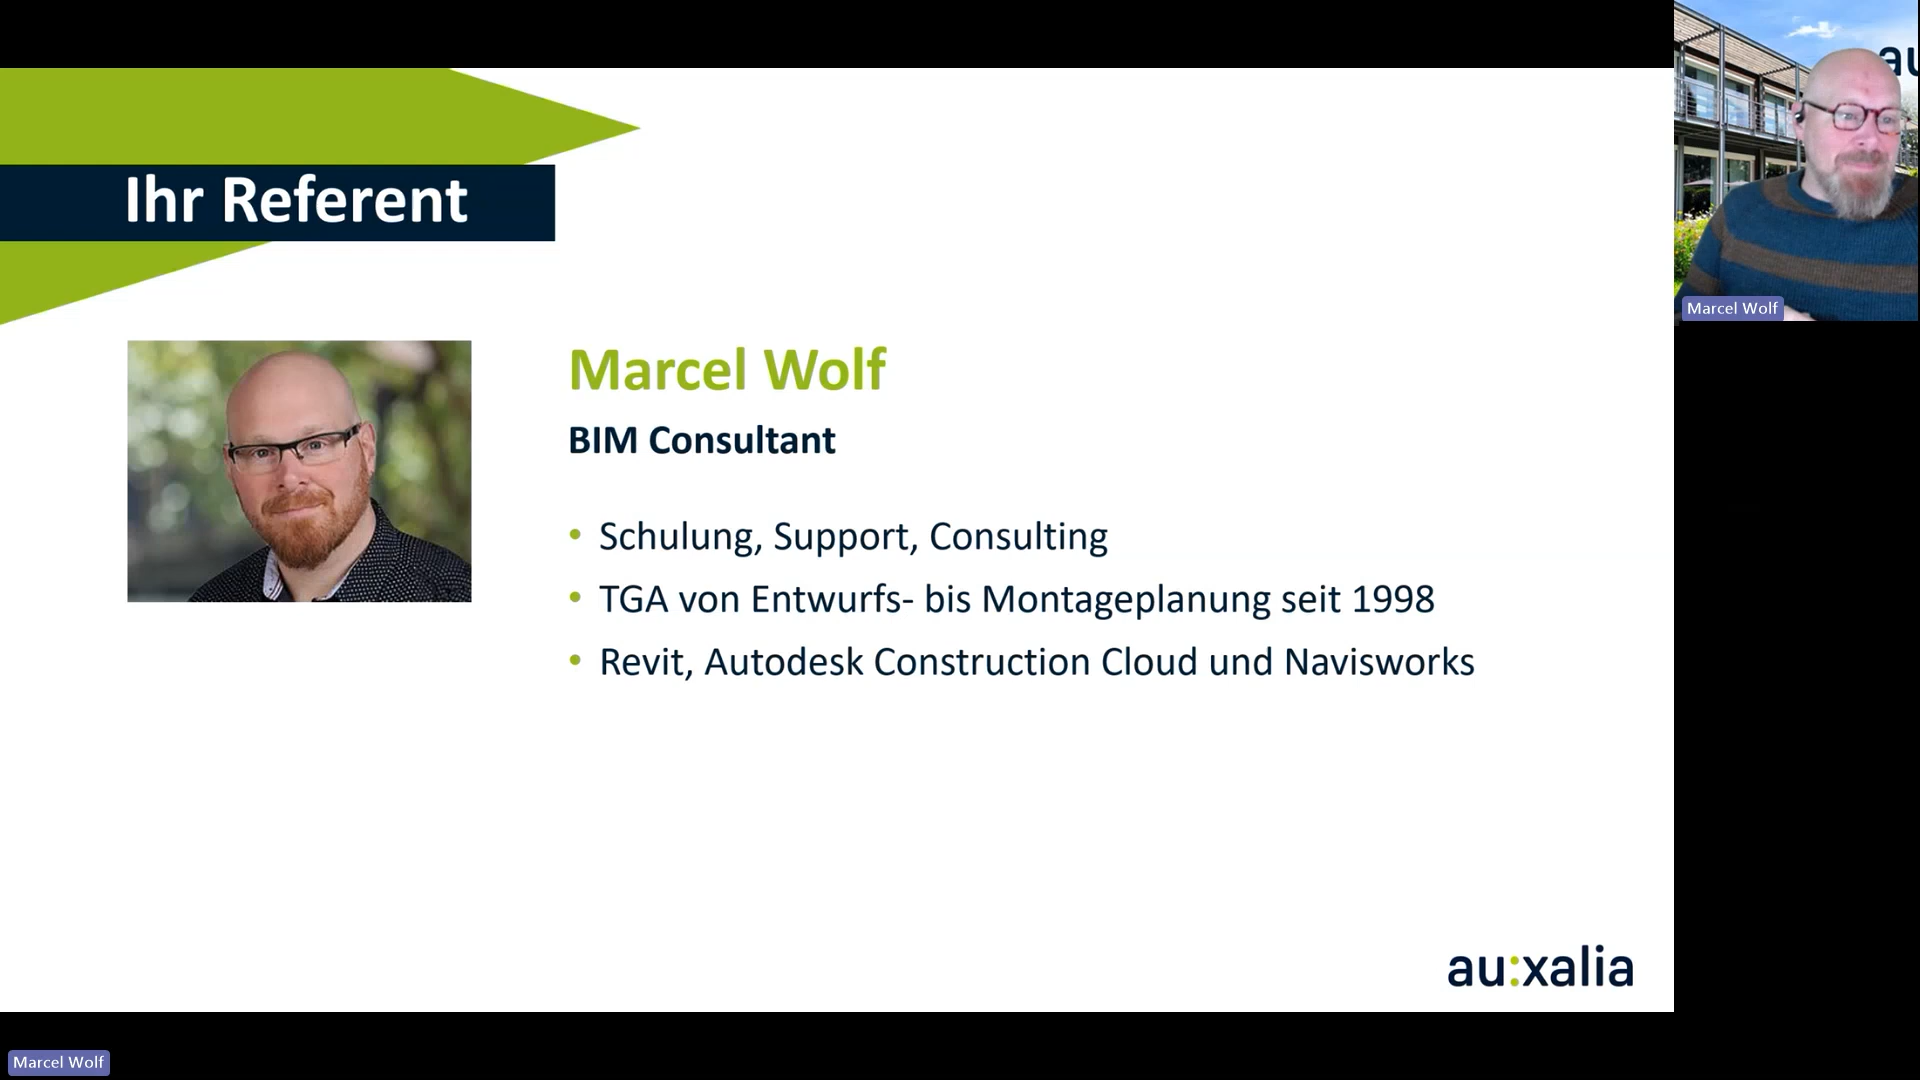 Ihr Referent
Marcel Wolf
BIM Consultant
• Schulung, Support, Consulting
• TGA von Entwurfs- bis Montageplanung seit 1998
• Revit, Autodesk Construction Cloud und Navisworks
au:xalia
au
Marcel Wolf
Marcel Wolf